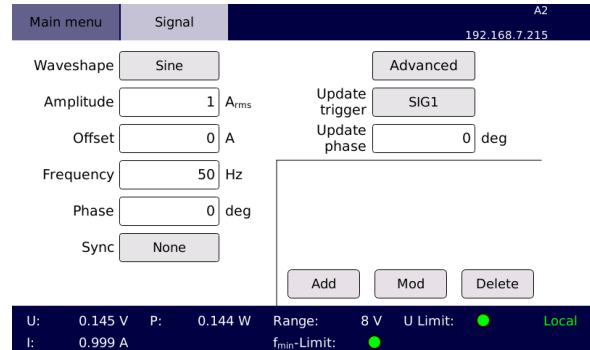 Main menu Signal A2
192.168.7.215
Waveshape Sine Advanced
Amplitude 1 Arms Update trigger SIG1
Offset 0 A Update phase 0 deg
Frequency 50 Hz
Phase 0 deg
Sync None
Add Mod Delete
U: 0.145 V P: 0.144 W Range: 8 V U Limit: Local
I: 0.999 A fmin-Limit: